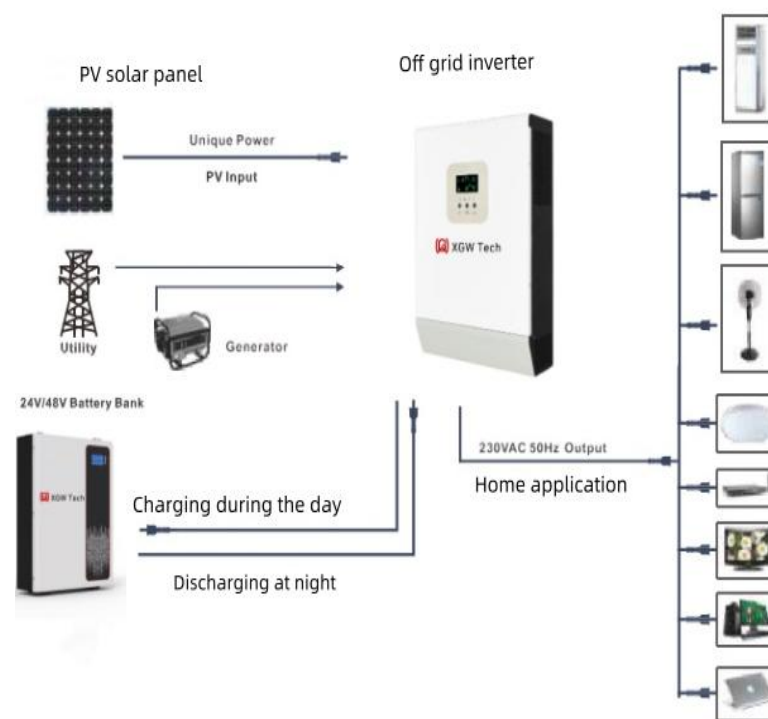 PV solar panel
Off grid inverter
Unique Power
PV Input
XGW Tech
Utility
Generator
24V/48V Battery Bank
XGW Tech
Charging during the day
Discharging at night
230VAC 50Hz Output
Home application